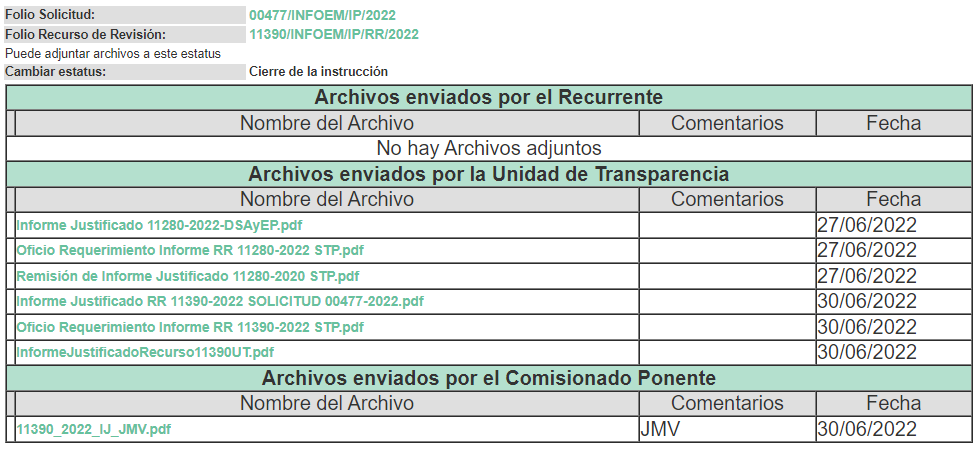 Folio Solicitud: 00477/INFOEM/IP/2022
Folio Recurso de Revisión: 11390/INFOEM/IP/RR/2022
Puede adjuntar archivos a este estatus
Cambiar estatus: Cierre de la instrucción
Archivos enviados por el Recurrente
Nombre del Archivo Comentarios Fecha
No hay Archivos adjuntos
Archivos enviados por la Unidad de Transparencia
Nombre del Archivo Comentarios Fecha
Informe Justificado 11280-2022-DSAyEP.pdf 27/06/2022
Oficio Requerimiento Informe RR 11280-2022 STP.pdf 27/06/2022
Remisión de Informe Justificado 11280-2020 STP.pdf 27/06/2022
Informe Justificado RR 11390-2022 SOLICITUD 00477-2022.pdf 30/06/2022
Oficio Requerimiento Informe RR 11390-2022 STP.pdf 30/06/2022
InformeJustificadoRecurso11390UT.pdf 30/06/2022
Archivos enviados por el Comisionado Ponente
Nombre del Archivo Comentarios Fecha
11390_2022_IJ_JMV.pdf JMV 30/06/2022